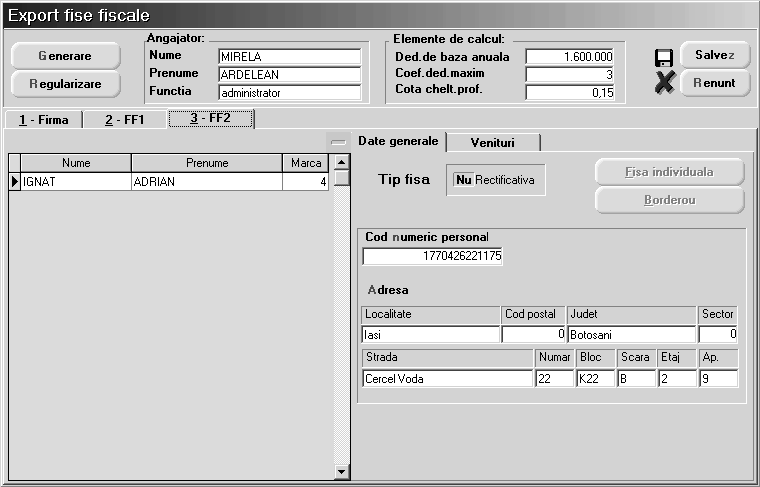 Export fise fiscale
Generare
Regularizare
Angajator:
Nume MIRELA
Prenume ARDELEAN
Functia administrator
Elemente de calcul:
Ded.de baza anuala 1.600.000
Coef.ded.maxim 3
Cota chelt.prof. 0,15
Salvez
Renunt
1 - Firma 2 - FF1 3 - FF2
Nume Prenume Marca
IGNAT ADRIAN 4
Date generale Venituri
Tip fisa Nu Rectificativa
Fisa individuala
Borderou
Cod numeric personal
1770426221175
Adresa
Localitate Cod postal Judet Sector
Iasi 0 Botosani 0
Strada Numar Bloc Scara Etaj Ap.
Cercel Voda 22 K22 B 2 9